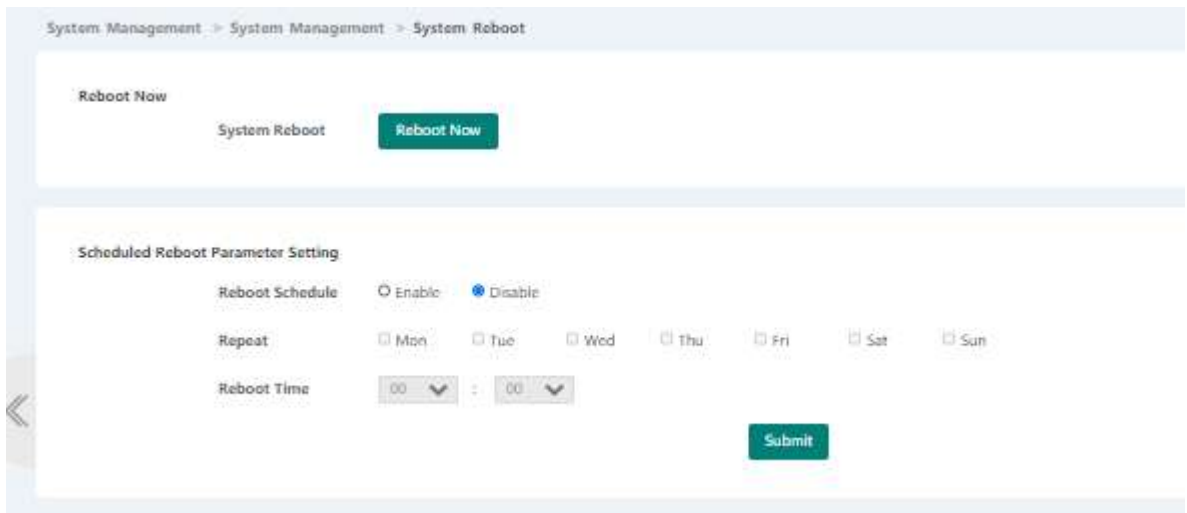 System Management > System Management > System Reboot
Reboot Now
System Reboot Reboot Now
Scheduled Reboot Parameter Setting
Reboot Schedule Enable Disable
Repeat Mon Tue Wed Thu Fri Sat Sun
Reboot Time 00 : 00
Submit